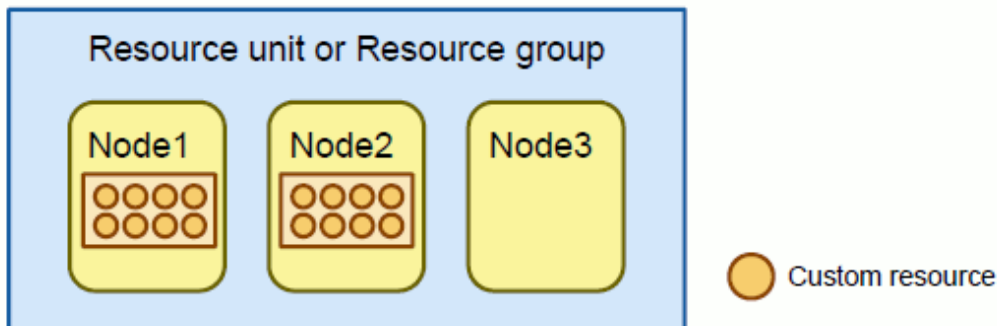 Resource unit or Resource group
Node1
Node2
Node3
Custom resource